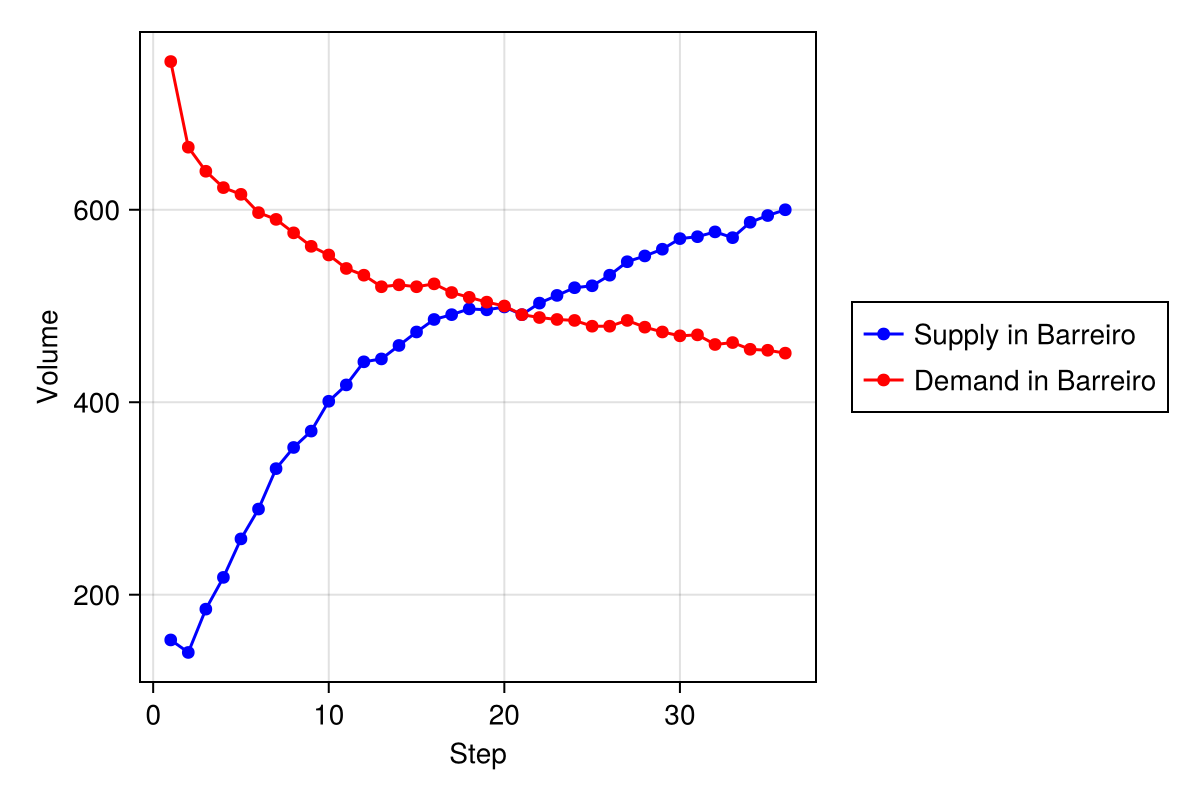 600
400
200
Volume
0 10 20 30
Step
Supply in Barreiro
Demand in Barreiro